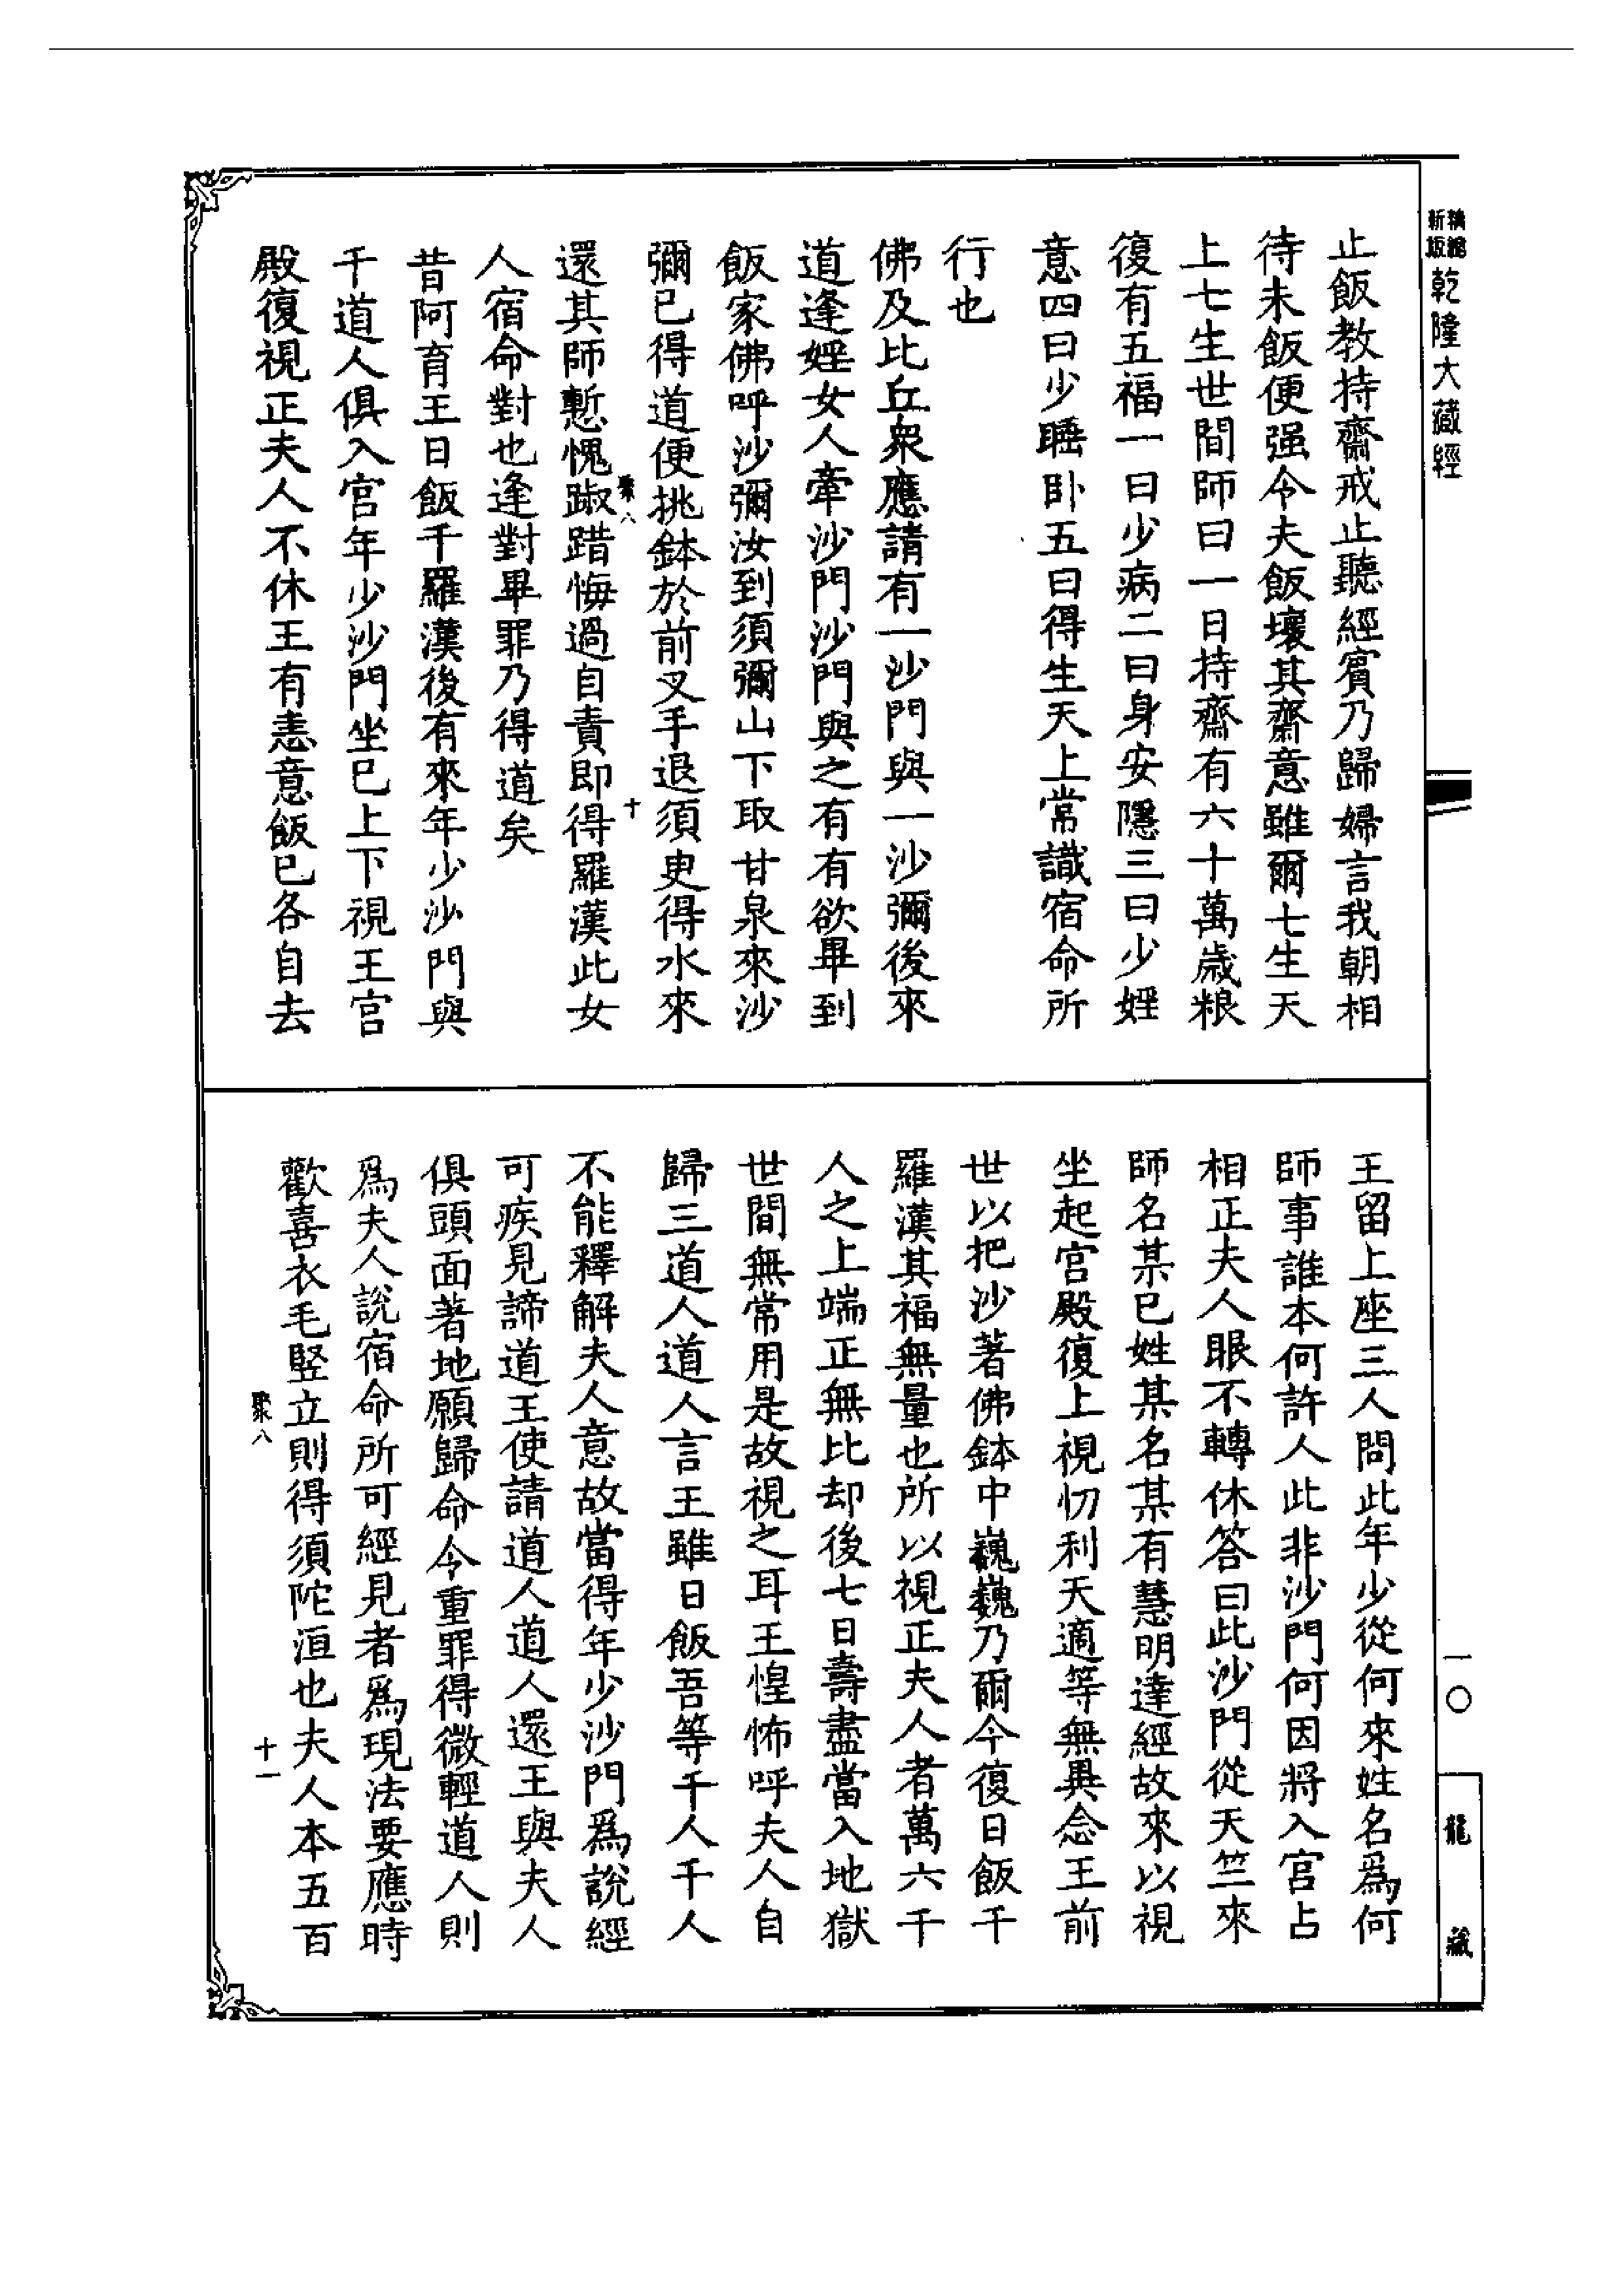 精縮新版乾隆大藏經
止飯教持齋戒止聽經賓乃歸婦言我朝相
待未飯便强令夫飯壞其齋意雖爾七生天
上七生世間師曰一日持齋有六十萬歲粮
復有五福一曰少病二曰身安隱三曰少婬
意四曰少睡卧五曰得生天上常識宿命所
行也
佛及比丘衆應請有一沙門與一沙彌後來
道逢婬女人牽沙門沙門與之有有欲畢到
飯家佛呼沙彌汝到須彌山下取甘泉來沙
彌已得道便挑鉢於前叉手退須臾得水來
聚八 十
還其師慙愧踧踖悔過自責即得羅漢此女
人宿命對也逢對畢罪乃得道矣
昔阿育王日飯千羅漢後有來年少沙門與
千道人俱入宫年少沙門坐已上下視王宫
殿復視正夫人不休王有恚意飯已各自去
王留上座三人問此年少從何來姓名爲何
師事誰本何許人此非沙門何因將入宫占
相正夫人眼不轉休答曰此沙門從天竺來
師名某已姓某名某有慧明達經故來以視
坐起宫殿復上視忉利天適等無異念王前
世以把沙著佛鉢中巍巍乃爾今復日飯千
羅漢其福無量也所以視正夫人者萬六千
人之上端正無比却後七日壽盡當入地獄
世間無常用是故視之耳王惶怖呼夫人自
歸三道人道人言王雖日飯吾等千人千人
不能釋解夫人意故當得年少沙門爲說經
可疾見諦道王使請道人道人還王與夫人
俱頭面著地願歸命令重罪得微輕道人則
爲夫人說宿命所可經見者爲現法要應時
歡喜衣毛竪立則得須陀洹也夫人本五百
聚八 十一
一〇
龍藏